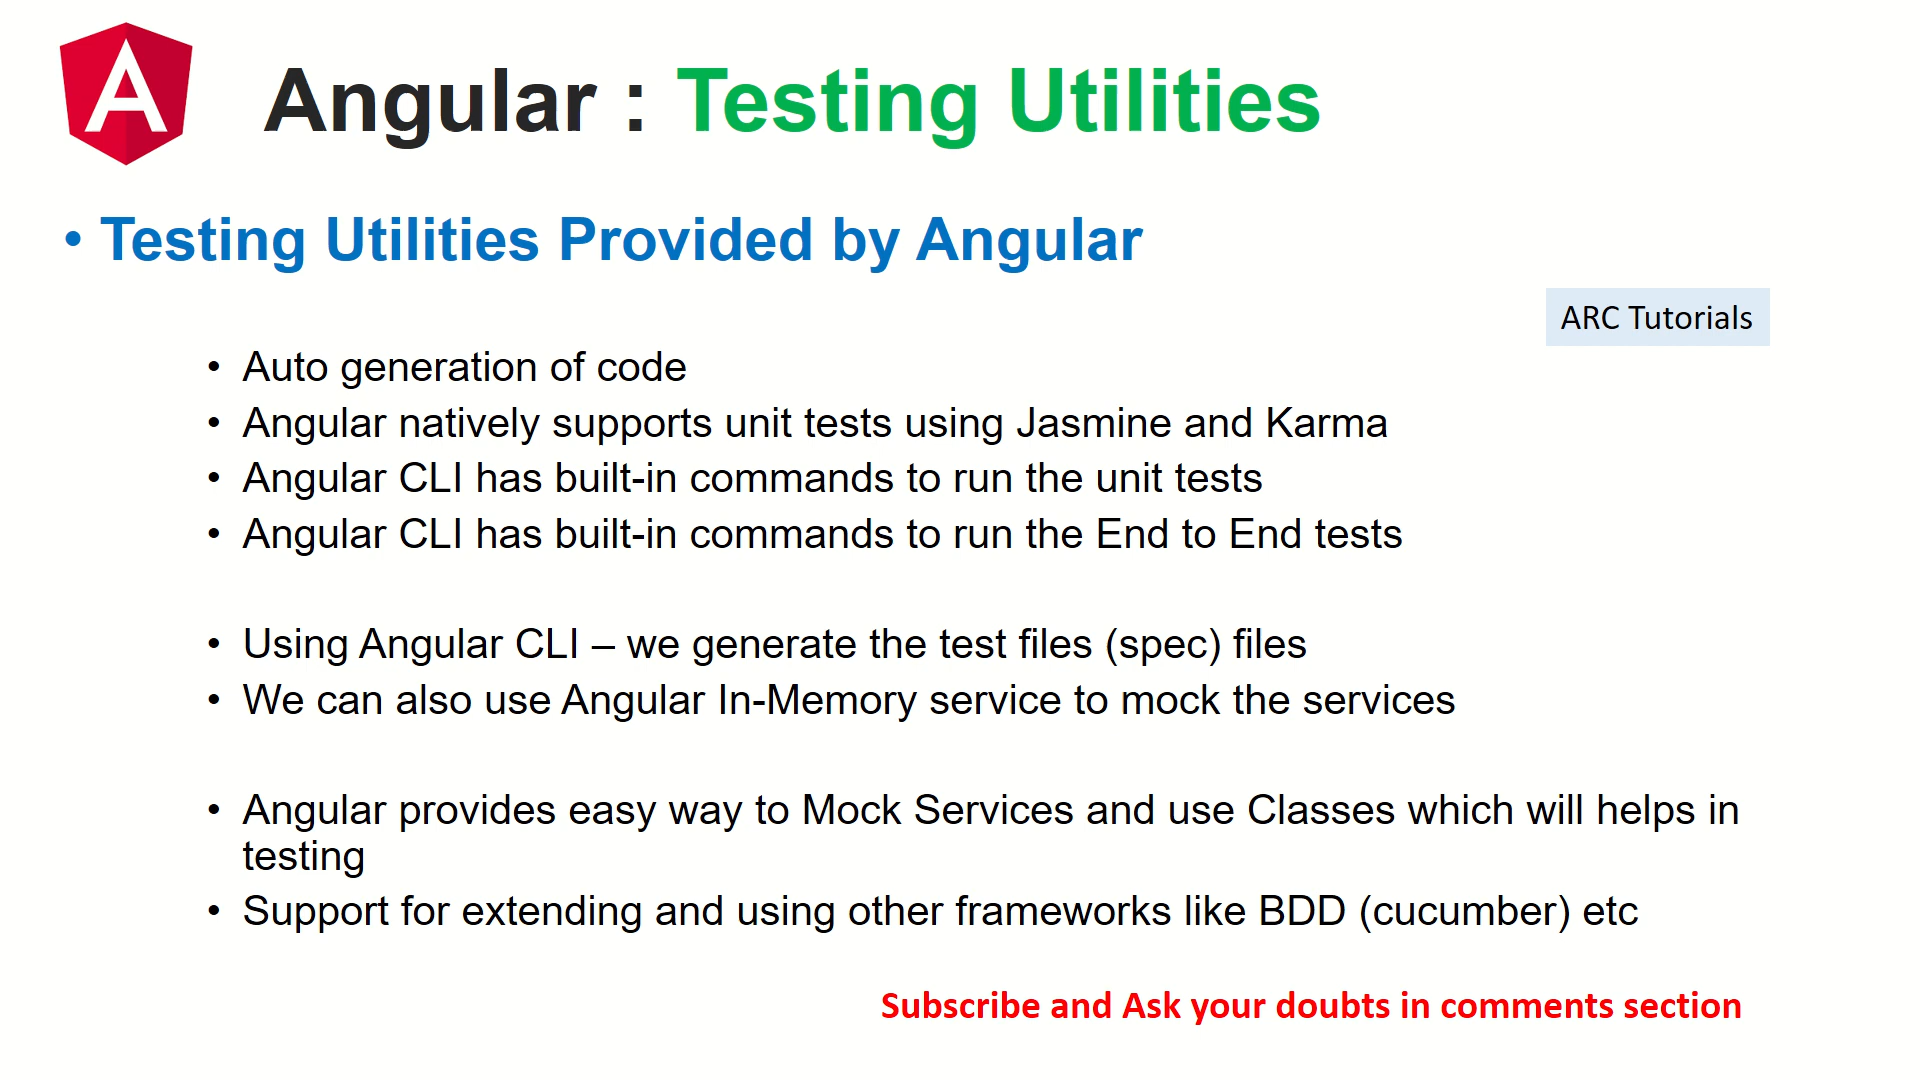 Angular : Testing Utilities
• Testing Utilities Provided by Angular
ARC Tutorials
• Auto generation of code
• Angular natively supports unit tests using Jasmine and Karma
• Angular CLI has built-in commands to run the unit tests
• Angular CLI has built-in commands to run the End to End tests
• Using Angular CLI – we generate the test files (spec) files
• We can also use Angular In-Memory service to mock the services
• Angular provides easy way to Mock Services and use Classes which will helps in
testing
• Support for extending and using other frameworks like BDD (cucumber) etc
Subscribe and Ask your doubts in comments section